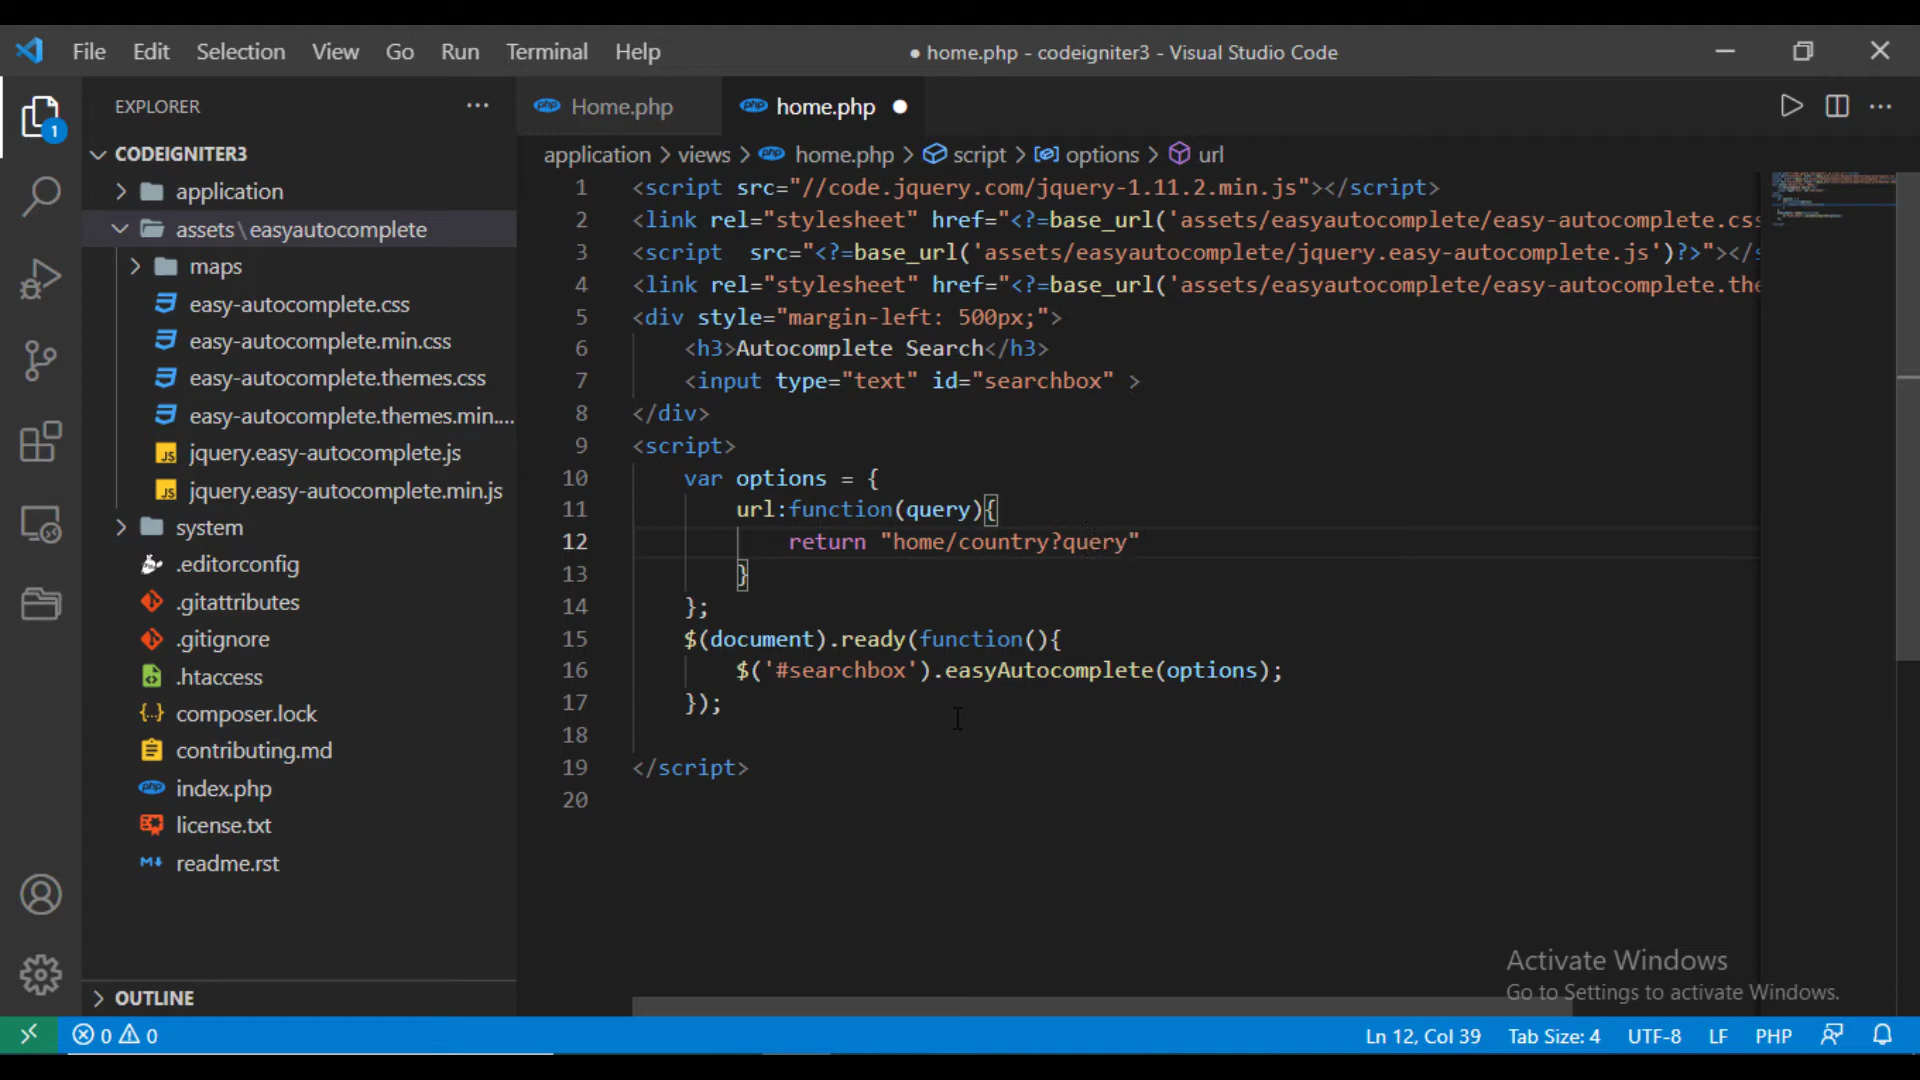 File Edit Selection View Go Run Terminal Help
● home.php - codeigniter3 - Visual Studio Code
EXPLORER
1
CODEIGNITER3
application
assets\easyautocomplete
maps
easy-autocomplete.css
easy-autocomplete.min.css
easy-autocomplete.themes.css
easy-autocomplete.themes.min....
jquery.easy-autocomplete.js
jquery.easy-autocomplete.min.js
system
.editorconfig
.gitattributes
.gitignore
.htaccess
composer.lock
contributing.md
index.php
license.txt
readme.rst
OUTLINE
Home.php
home.php
application > views > home.php > script > options > url
1 <script src="//code.jquery.com/jquery-1.11.2.min.js"></script>
2 <link rel="stylesheet" href="<?=base_url('assets/easyautocomplete/easy-autocomplete.css
3 <script  src="<?=base_url('assets/easyautocomplete/jquery.easy-autocomplete.js')?>"></s
4 <link rel="stylesheet" href="<?=base_url('assets/easyautocomplete/easy-autocomplete.the
5 <div style="margin-left: 500px;">
6     <h3>Autocomplete Search</h3>
7     <input type="text" id="searchbox" >
8 </div>
9 <script>
10     var options = {
11         url:function(query){
12             return "home/country?query"
13         }
14     };
15     $(document).ready(function(){
16         $('#searchbox').easyAutocomplete(options);
17     });
18
19 </script>
20
Activate Windows
Go to Settings to activate Windows.
0 0
Ln 12, Col 39 Tab Size: 4 UTF-8 LF PHP